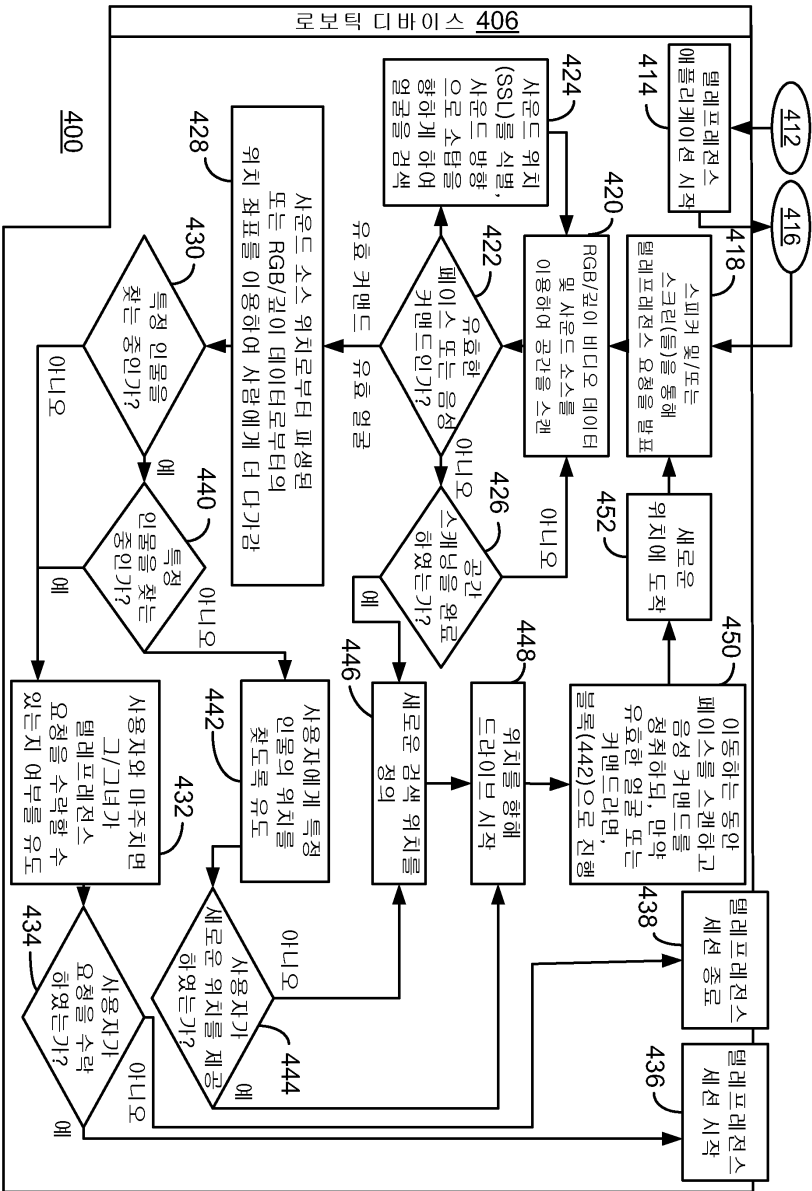 로보틱 디바이스 406
400
412
텔레프레전스
애플리케이션 시작
414
416
스피커 및/또는
스크린(들)을 통해
텔레프레전스 요청을 발표
418
RGB/깊이 비디오 데이터
및 사운드 소스를
이용하여 공간을 스캔
420
유효한
페이스 또는 음성
커맨드인가?
422
사운드 위치
(SSL)를 식별,
사운드 방향
으로 소탑을
향하게 하여
얼굴을 검색
424
유효 커맨드
유효 얼굴
아니오
공간
스캐닝을 완료
하였는가?
426
아니오
예
사운드 소스 위치로부터 파생된
또는 RGB/깊이 데이터로부터의
위치 좌표를 이용하여 사람에게 더 다가감
428
특정 인물을
찾는 중인가?
430
아니오
예
특정
인물을 찾는
중인가?
440
예
아니오
사용자와 마주치면
그/그녀가
텔레프레전스
요청을 수락할 수
있는지 여부를 유도
432
사용자가
요청을 수락
하였는가?
434
아니오
예
텔레프레전스
세션 시작
436
텔레프레전스
세션 종료
438
사용자에게 특정
인물의 위치를
찾도록 유도
442
사용자가
새로운 위치를 제공
하였는가?
444
아니오
예
새로운 검색 위치를
정의
446
위치를 향해
드라이브 시작
448
이동하는 동안
페이스를 스캔하고
음성 커맨드를
청취하되, 만약
유효한 얼굴 또는
커맨드라면,
블록(442)으로 진행
450
새로운
위치에 도착
452